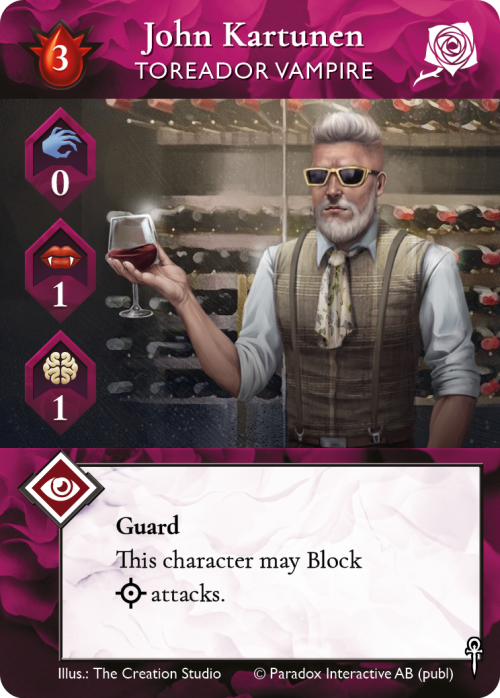 John Kartunen
3
TOREADOR VAMPIRE
0
1
1
Guard
This character may Block
attacks.
Illus.: The Creation Studio © Paradox Interactive AB (publ)